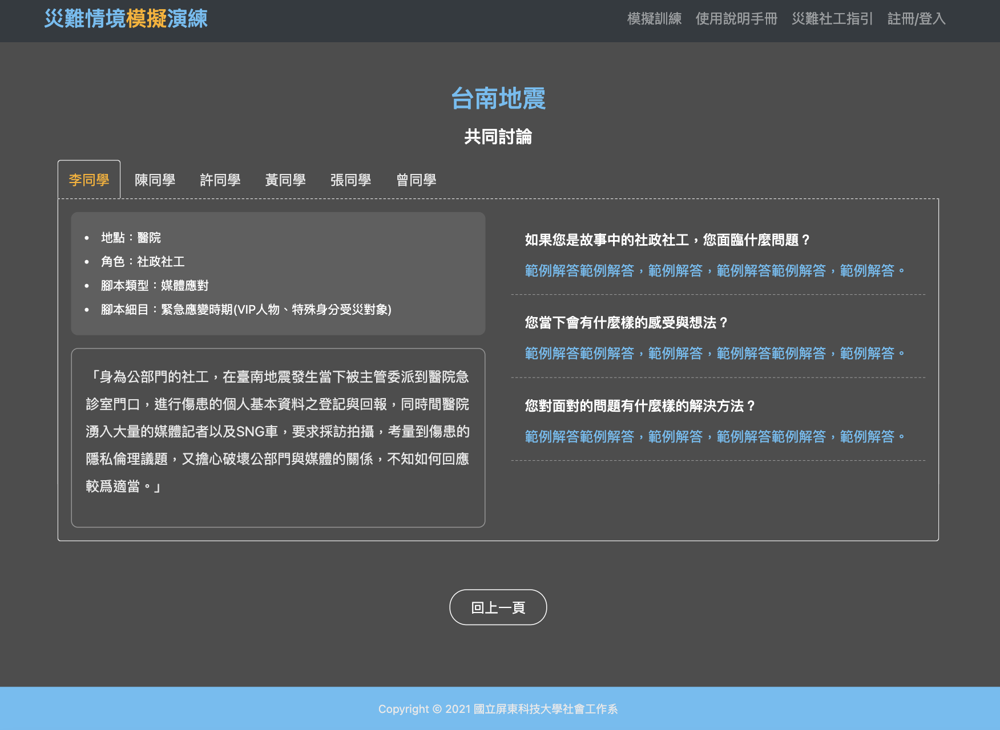 災難情境模擬演練
模擬訓練 使用說明手冊 災難社工指引 註冊/登入
台南地震
共同討論
李同學 陳同學 許同學 黃同學 張同學 曾同學
• 地點：醫院
• 角色：社政社工
• 腳本類型：媒體應對
• 腳本細目：緊急應變時期(VIP人物、特殊身分受災對象)
「身為公部門的社工，在臺南地震發生當下被主管委派到醫院急
診室門口，進行傷患的個人基本資料之登記與回報，同時間醫院
湧入大量的媒體記者以及SNG車，要求採訪拍攝，考量到傷患的
隱私倫理議題，又擔心破壞公部門與媒體的關係，不知如何回應
較爲適當。」
如果您是故事中的社政社工，您面臨什麼問題？
範例解答範例解答，範例解答，範例解答範例解答，範例解答。
您當下會有什麼樣的感受與想法？
範例解答範例解答，範例解答，範例解答範例解答，範例解答。
您對面對的問題有什麼樣的解決方法？
範例解答範例解答，範例解答，範例解答範例解答，範例解答。
回上一頁
Copyright © 2021 國立屏東科技大學社會工作系